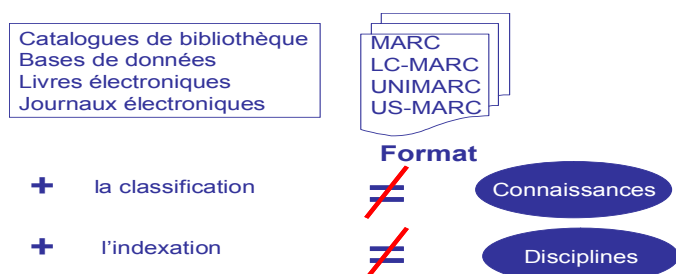 Catalogues de bibliothèque
Bases de données
Livres électroniques
Journaux électroniques
MARC
LC-MARC
UNIMARC
US-MARC
Format
+ la classification ≠ Connaissances
+ l'indexation ≠ Disciplines